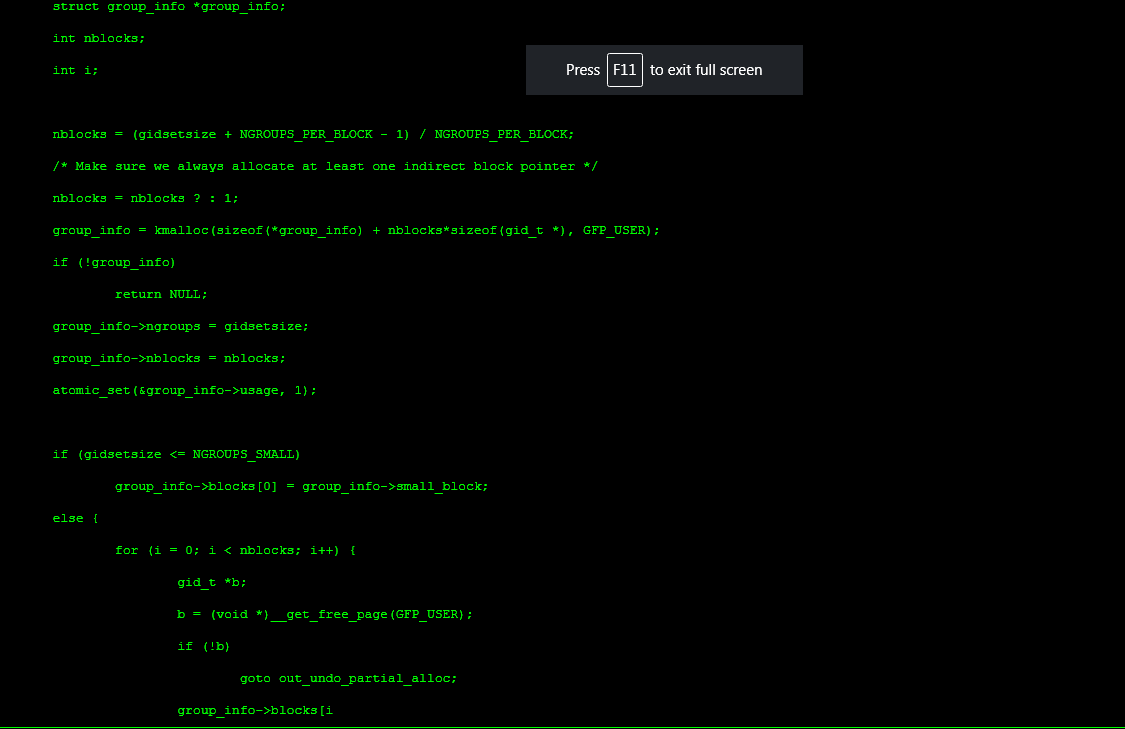 struct group_info *group_info;
int nblocks;
int i;
Press F11 to exit full screen
nblocks = (gidsetsize + NGROUPS_PER_BLOCK - 1) / NGROUPS_PER_BLOCK;
/* Make sure we always allocate at least one indirect block pointer */
nblocks = nblocks ? : 1;
group_info = kmalloc(sizeof(*group_info) + nblocks*sizeof(gid_t *), GFP_USER);
if (!group_info)
return NULL;
group_info->ngroups = gidsetsize;
group_info->nblocks = nblocks;
atomic_set(&group_info->usage, 1);
if (gidsetsize <= NGROUPS_SMALL)
group_info->blocks[0] = group_info->small_block;
else {
for (i = 0; i < nblocks; i++) {
gid_t *b;
b = (void *)__get_free_page(GFP_USER);
if (!b)
goto out_undo_partial_alloc;
group_info->blocks[i